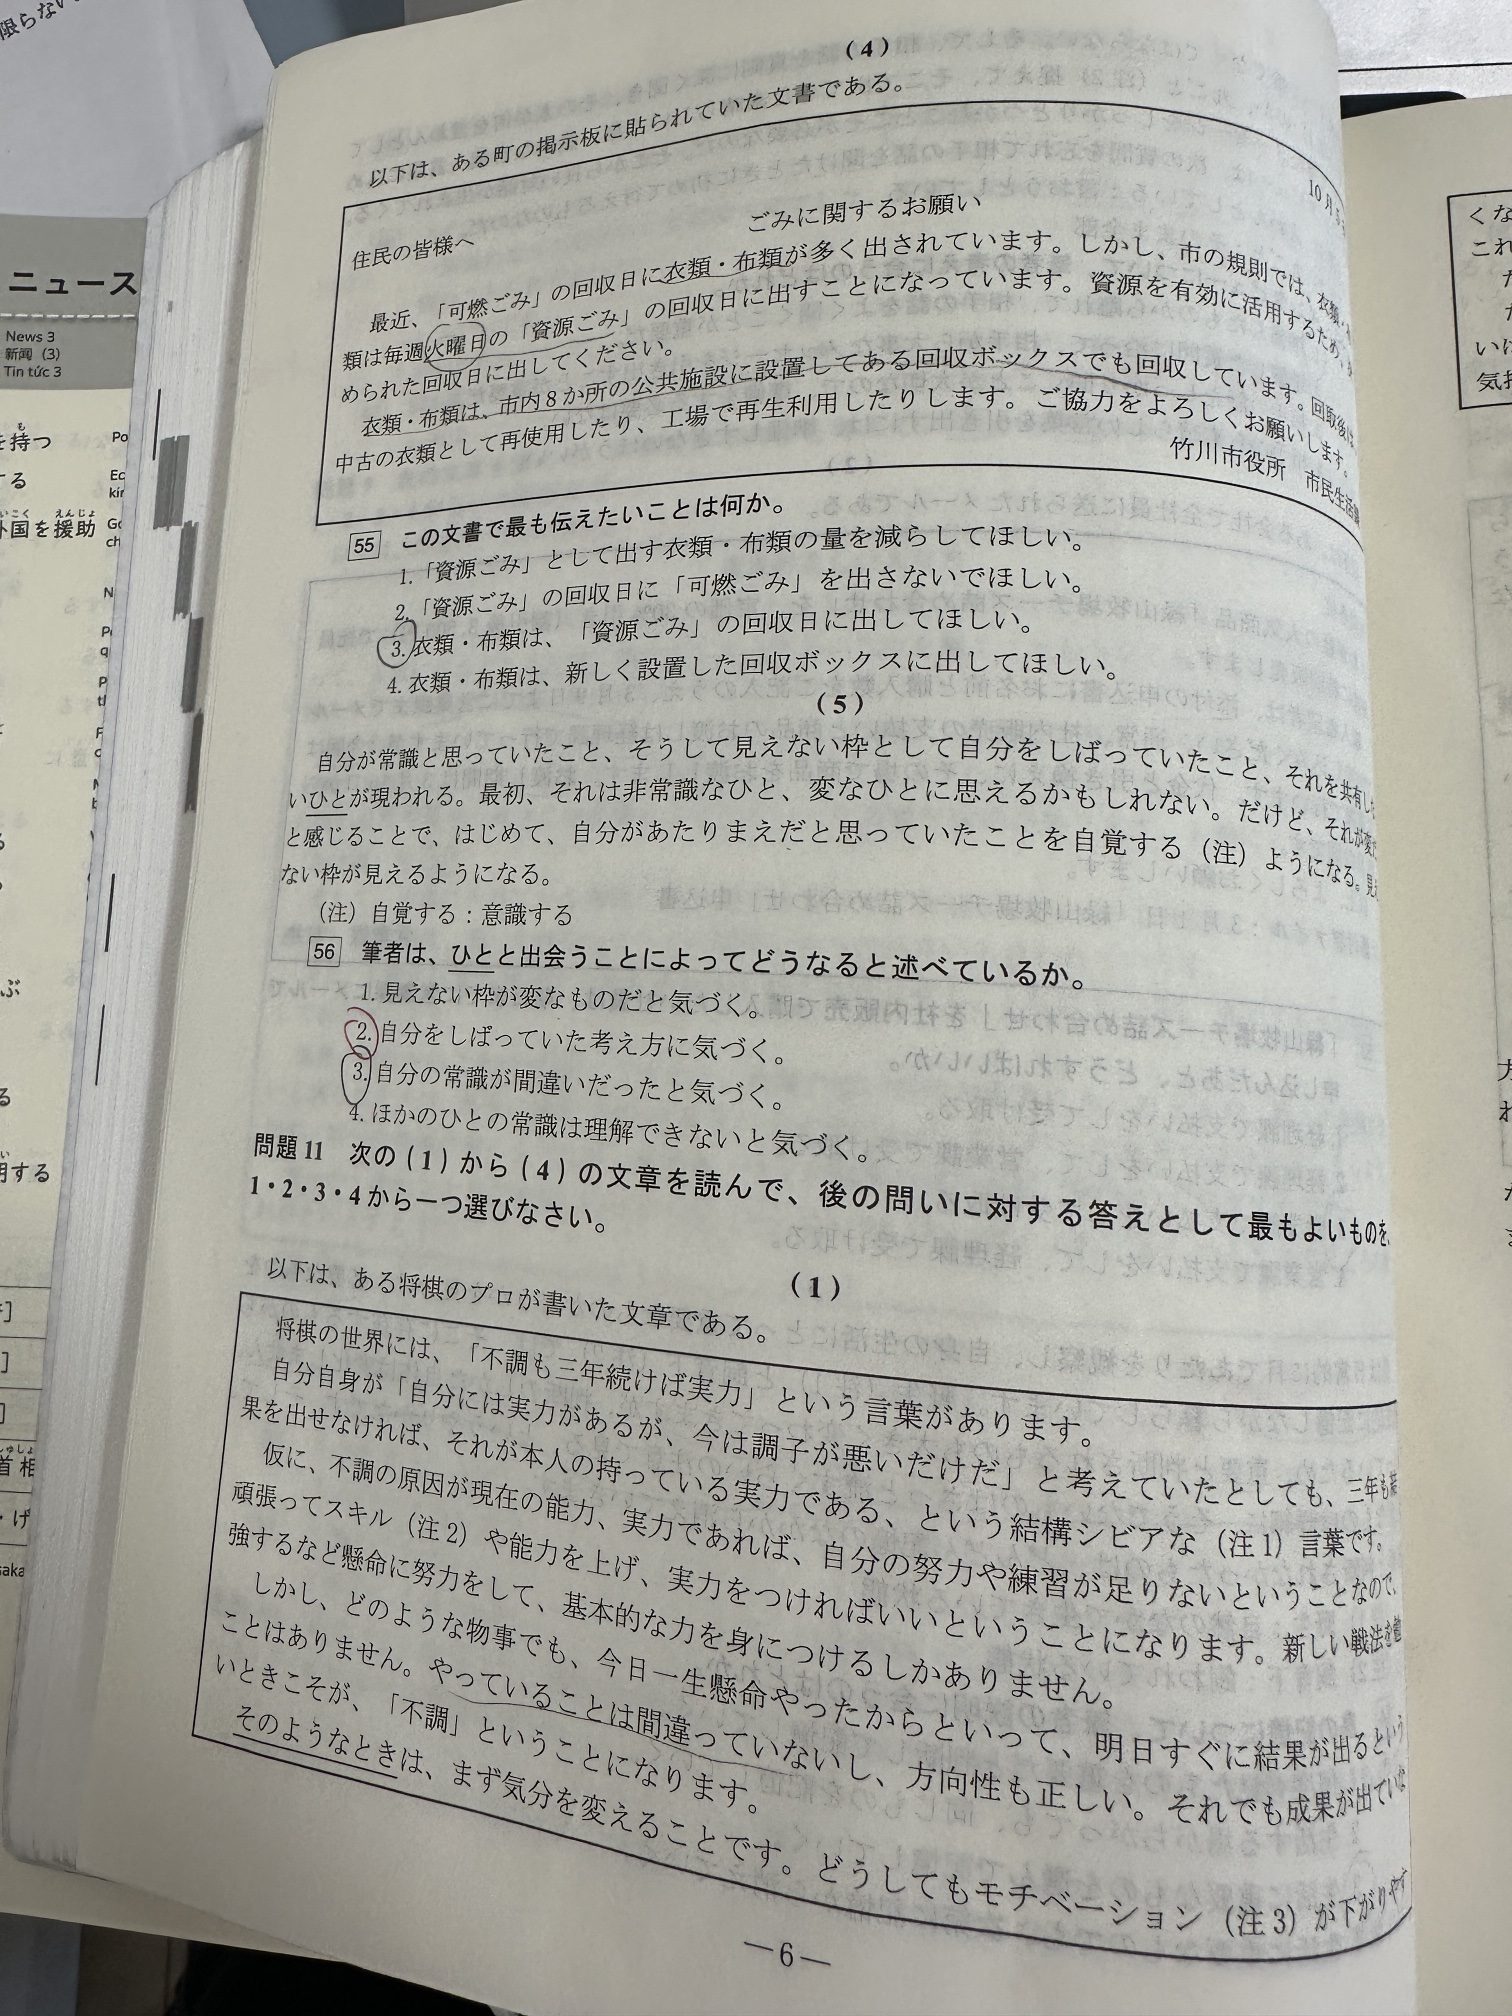 限らない
ニュース
News 3
新闻（3）
Tin tức 3
を持つ
Po
する
Ec
kin
外国を援助
Go
ch
（4）
以下は、ある町の掲示板に貼られていた文書である。
10月5
住民の皆様へ
ごみに関するお願い
最近、「可燃ごみ」の回収日に衣類・布類が多く出されています。しかし、市の規則では、衣類・
類は毎週火曜日の「資源ごみ」の回収日に出すことになっています。資源を有効に活用するため、
められた回収日に出してください。
衣類・布類は、市内8か所の公共施設に設置してある回収ボックスでも回収しています。回収後は
中古の衣類として再使用したり、工場で再生利用したりします。ご協力をよろしくお願いします。
竹川市役所　市民生活課
55 この文書で最も伝えたいことは何か。
1.「資源ごみ」として出す衣類・布類の量を減らしてほしい。
2.「資源ごみ」の回収日に「可燃ごみ」を出さないでほしい。
3. 衣類・布類は、「資源ごみ」の回収日に出してほしい。
4. 衣類・布類は、新しく設置した回収ボックスに出してほしい。
（5）
自分が常識と思っていたこと、そうして見えない枠として自分をしばっていたこと、それを共有し
いひとが現われる。最初、それは非常識なひと、変なひとに思えるかもしれない。だけど、それが変だ
と感じることで、はじめて、自分があたりまえだと思っていたことを自覚する（注）ようになる。見え
ない枠が見えるようになる。
（注）自覚する：意識する
56 筆者は、ひとと出会うことによってどうなると述べているか。
1. 見えない枠が変なものだと気づく。
2. 自分をしばっていた考え方に気づく。
3. 自分の常識が間違いだったと気づく。
4. ほかのひとの常識は理解できないと気づく。
問題11　次の（1）から（4）の文章を読んで、後の問いに対する答えとして最もよいものを、
1・2・3・4から一つ選びなさい。
（1）
以下は、ある将棋のプロが書いた文章である。
将棋の世界には、「不調も三年続けば実力」という言葉があります。
自分自身が「自分には実力があるが、今は調子が悪いだけだ」と考えていたとしても、三年も
果を出せなければ、それが本人の持っている実力である、という結構シビアな（注1）言葉です。
仮に、不調の原因が現在の能力、実力であれば、自分の努力や練習が足りないということなので、
頑張ってスキル（注2）や能力を上げ、実力をつければいいということになります。新しい戦法を
強するなど懸命に努力をして、基本的な力を身につけるしかありません。
しかし、どのような物事でも、今日一生懸命やったからといって、明日すぐに結果が出るという
ことはありません。やっていることは間違っていないし、方向性も正しい。それでも成果が出ていな
いときこそが、「不調」ということになります。
そのようなときは、まず気分を変えることです。どうしてもモチベーション（注3）が下がりやす
―6―